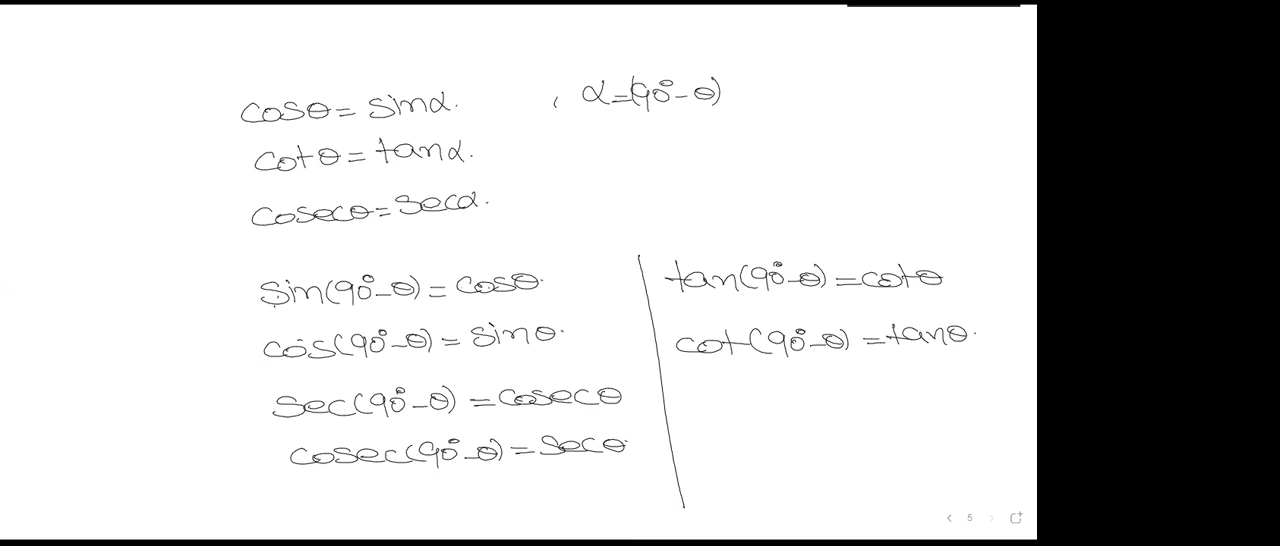 cosθ = sinα. , α=(90°-θ)
cotθ = tanα.
cosecθ = secα.
sin(90°-θ) = cosθ.
cos(90°-θ) = sinθ.
sec(90°-θ) = cosecθ
cosec(90°-θ) = secθ.
tan(90°-θ) = cotθ
cot(90°-θ) = tanθ.
5